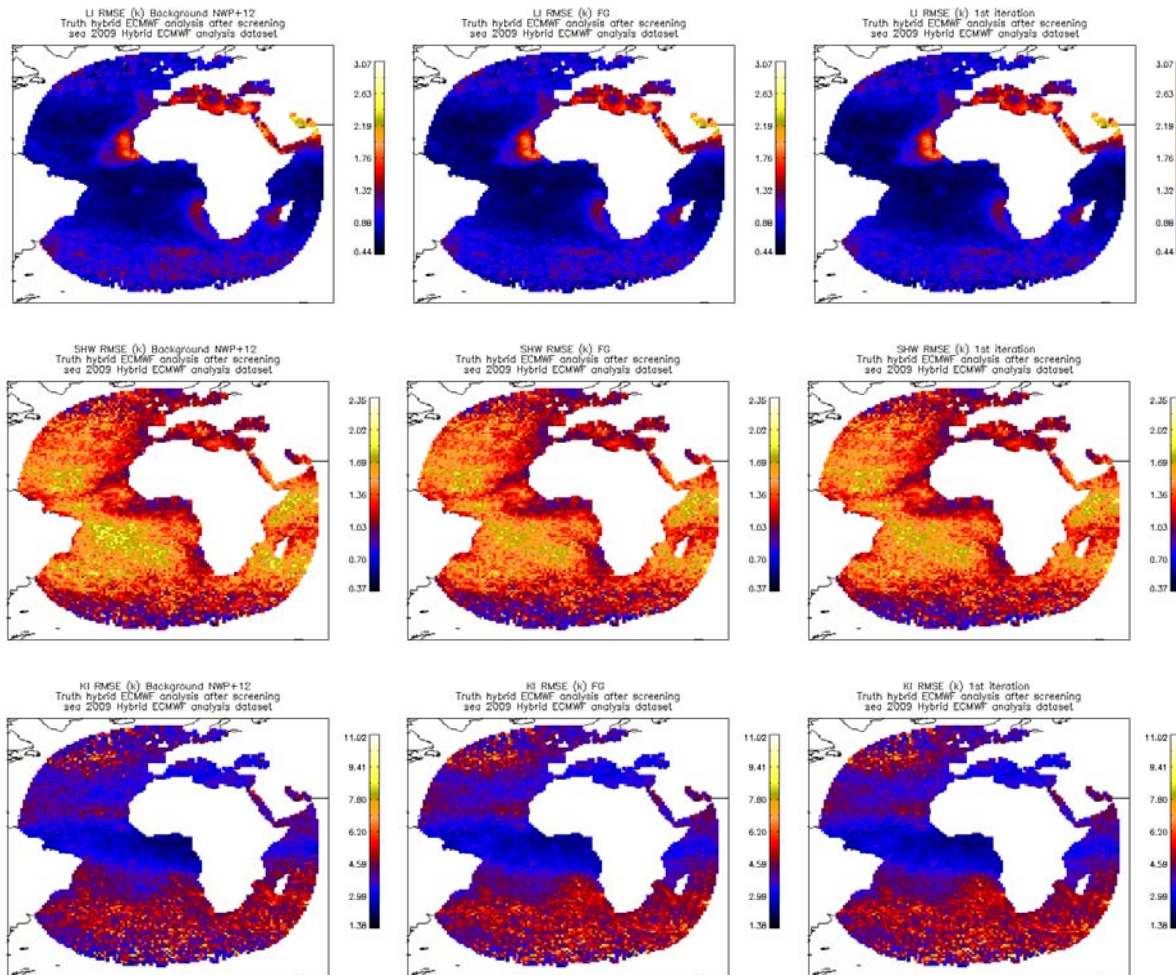 LI RMSE (k) Background NWP+12
Truth hybrid ECMWF analysis after screening
sea 2009 Hybrid ECMWF analysis dataset
3.07
2.63
2.19
1.76
1.32
0.88
0.44
LI RMSE (k) FG
Truth hybrid ECMWF analysis after screening
sea 2009 Hybrid ECMWF analysis dataset
3.07
2.63
2.19
1.76
1.32
0.88
0.44
LI RMSE (k) 1st iteration
Truth hybrid ECMWF analysis after screening
sea 2009 Hybrid ECMWF analysis dataset
3.07
2.63
2.19
1.76
1.32
0.88
0.44
SHW RMSE (k) Background NWP+12
Truth hybrid ECMWF analysis after screening
sea 2009 Hybrid ECMWF analysis dataset
2.35
2.02
1.69
1.36
1.03
0.70
0.37
SHW RMSE (k) FG
Truth hybrid ECMWF analysis after screening
sea 2009 Hybrid ECMWF analysis dataset
2.35
2.02
1.69
1.36
1.03
0.70
0.37
SHW RMSE (k) 1st iteration
Truth hybrid ECMWF analysis after screening
sea 2009 Hybrid ECMWF analysis dataset
2.35
2.02
1.69
1.36
1.03
0.70
0.37
KI RMSE (k) Background NWP+12
Truth hybrid ECMWF analysis after screening
sea 2009 Hybrid ECMWF analysis dataset
11.02
9.41
7.80
6.20
4.59
2.99
1.38
KI RMSE (k) FG
Truth hybrid ECMWF analysis after screening
sea 2009 Hybrid ECMWF analysis dataset
11.02
9.41
7.80
6.20
4.59
2.99
1.38
KI RMSE (k) 1st iteration
Truth hybrid ECMWF analysis after screening
sea 2009 Hybrid ECMWF analysis dataset
11.02
9.41
7.80
6.20
4.59
2.99
1.38